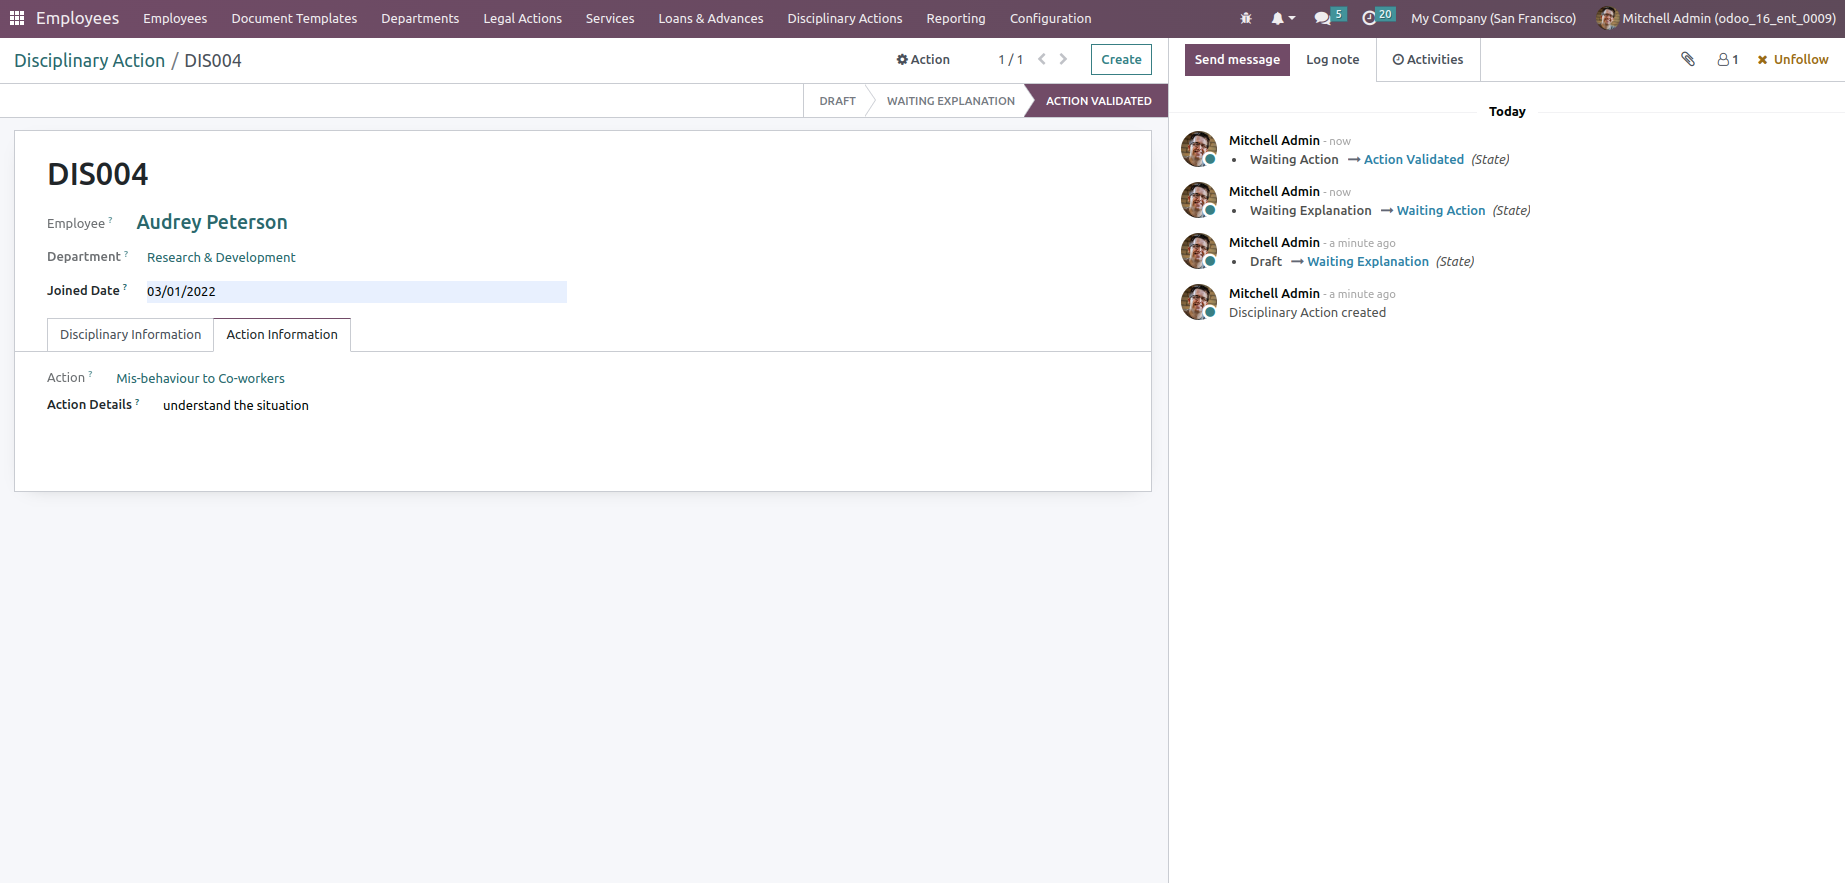 Employees Employees Document Templates Departments Legal Actions Services Loans & Advances Disciplinary Actions Reporting Configuration 5 20 My Company (San Francisco) Mitchell Admin (odoo_16_ent_0009)
Disciplinary Action / DIS004 Action 1 / 1 Create
DRAFT WAITING EXPLANATION ACTION VALIDATED
DIS004
Employee ? Audrey Peterson
Department ? Research & Development
Joined Date ? 03/01/2022
Disciplinary Information Action Information
Action ? Mis-behaviour to Co-workers
Action Details ? understand the situation
Send message Log note Activities 1 Unfollow
Today
Mitchell Admin - now
• Waiting Action → Action Validated (State)
Mitchell Admin - now
• Waiting Explanation → Waiting Action (State)
Mitchell Admin - a minute ago
• Draft → Waiting Explanation (State)
Mitchell Admin - a minute ago
Disciplinary Action created